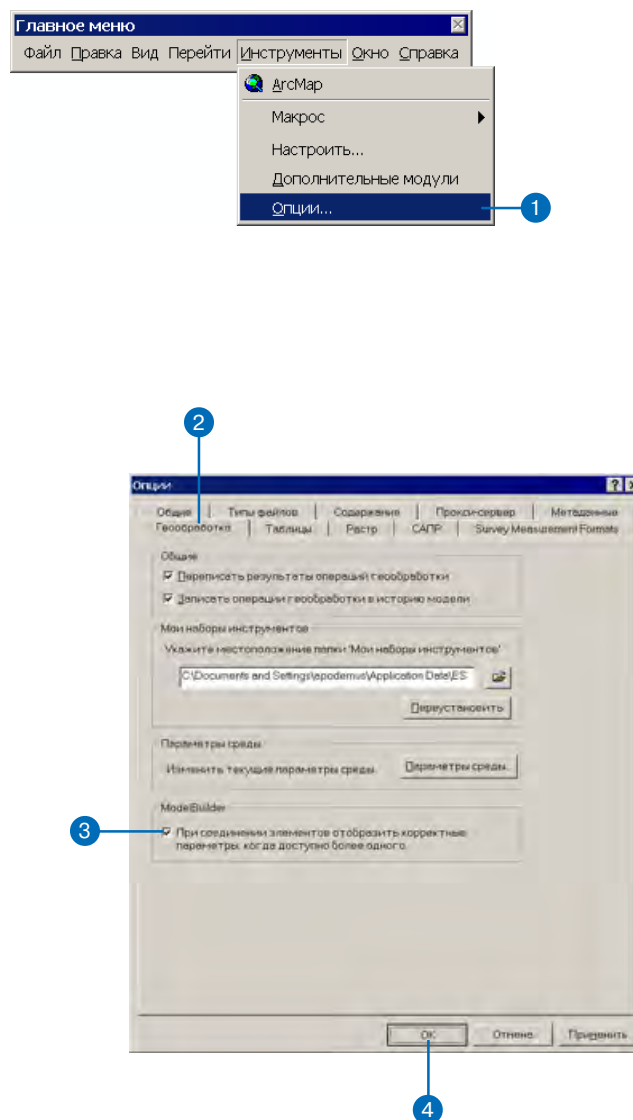 Главное меню
Файл Правка Вид Перейти Инструменты Окно Справка
ArcMap
Макрос
Настроить...
Дополнительные модули
Опции...
1
2
Опции
Общие Типы файлов Содержание Прокси-сервер Метаданные
Геообработка Таблицы Растр САПР Survey Measurement Formats
Общие
Переписать результаты операций геообработки
Записать операции геообработки в историю модели
Мои наборы инструментов
Укажите местоположение папки 'Мои наборы инструментов'
C:\Documents and Settings\epodemus\Application Data\ES
Переустановить
Параметры среды
Изменить текущие параметры среды. Параметры среды...
ModelBuilder
3
При соединении элементов отобразить корректные
параметры, когда доступно более одного.
OK Отмена Применить
4